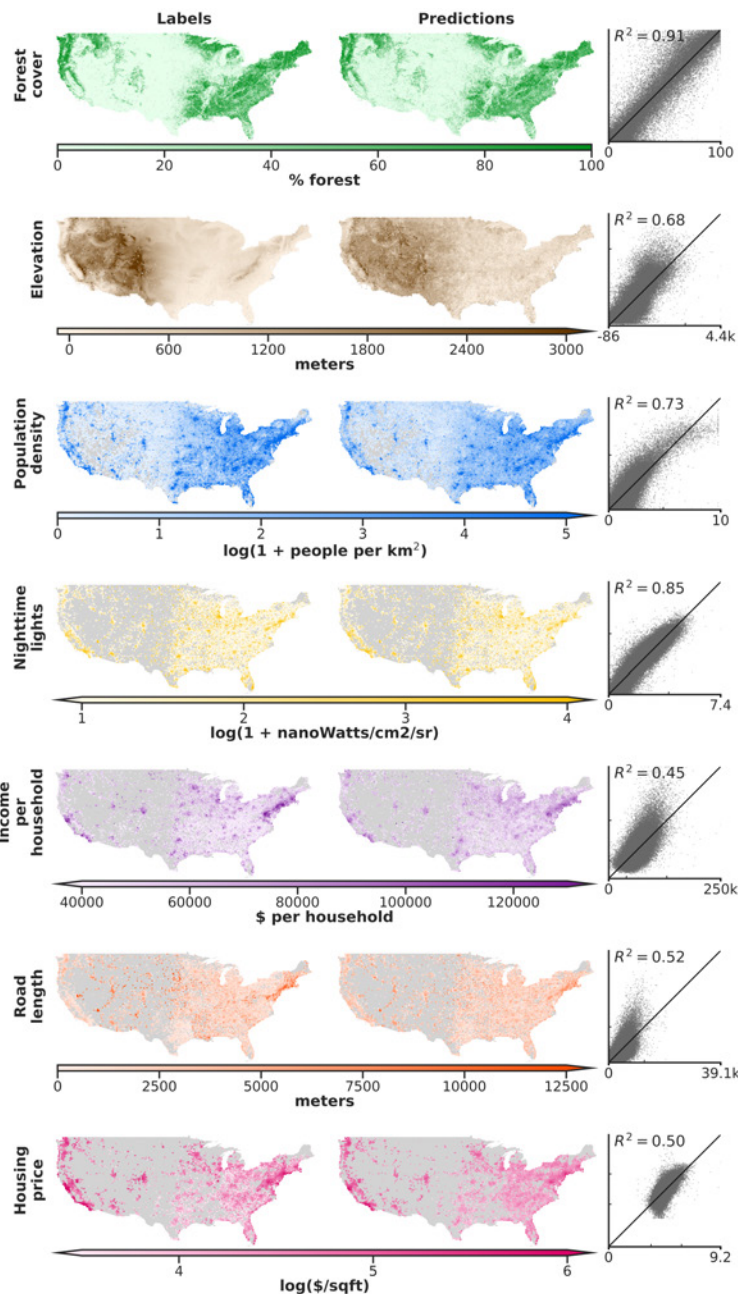 Labels Predictions
Forest
cover
R² = 0.91
0 20 40 60 80 100
% forest
0 100
Elevation
R² = 0.68
0 600 1200 1800 2400 3000
meters
-86 4.4k
Population
density
R² = 0.73
0 1 2 3 4 5
log(1 + people per km²)
0 10
Nighttime
lights
R² = 0.85
1 2 3 4
log(1 + nanoWatts/cm2/sr)
0 7.4
Income
per
household
R² = 0.45
40000 60000 80000 100000 120000
$ per household
0 250k
Road
length
R² = 0.52
0 2500 5000 7500 10000 12500
meters
0 39.1k
Housing
price
R² = 0.50
4 5 6
log($/sqft)
0 9.2